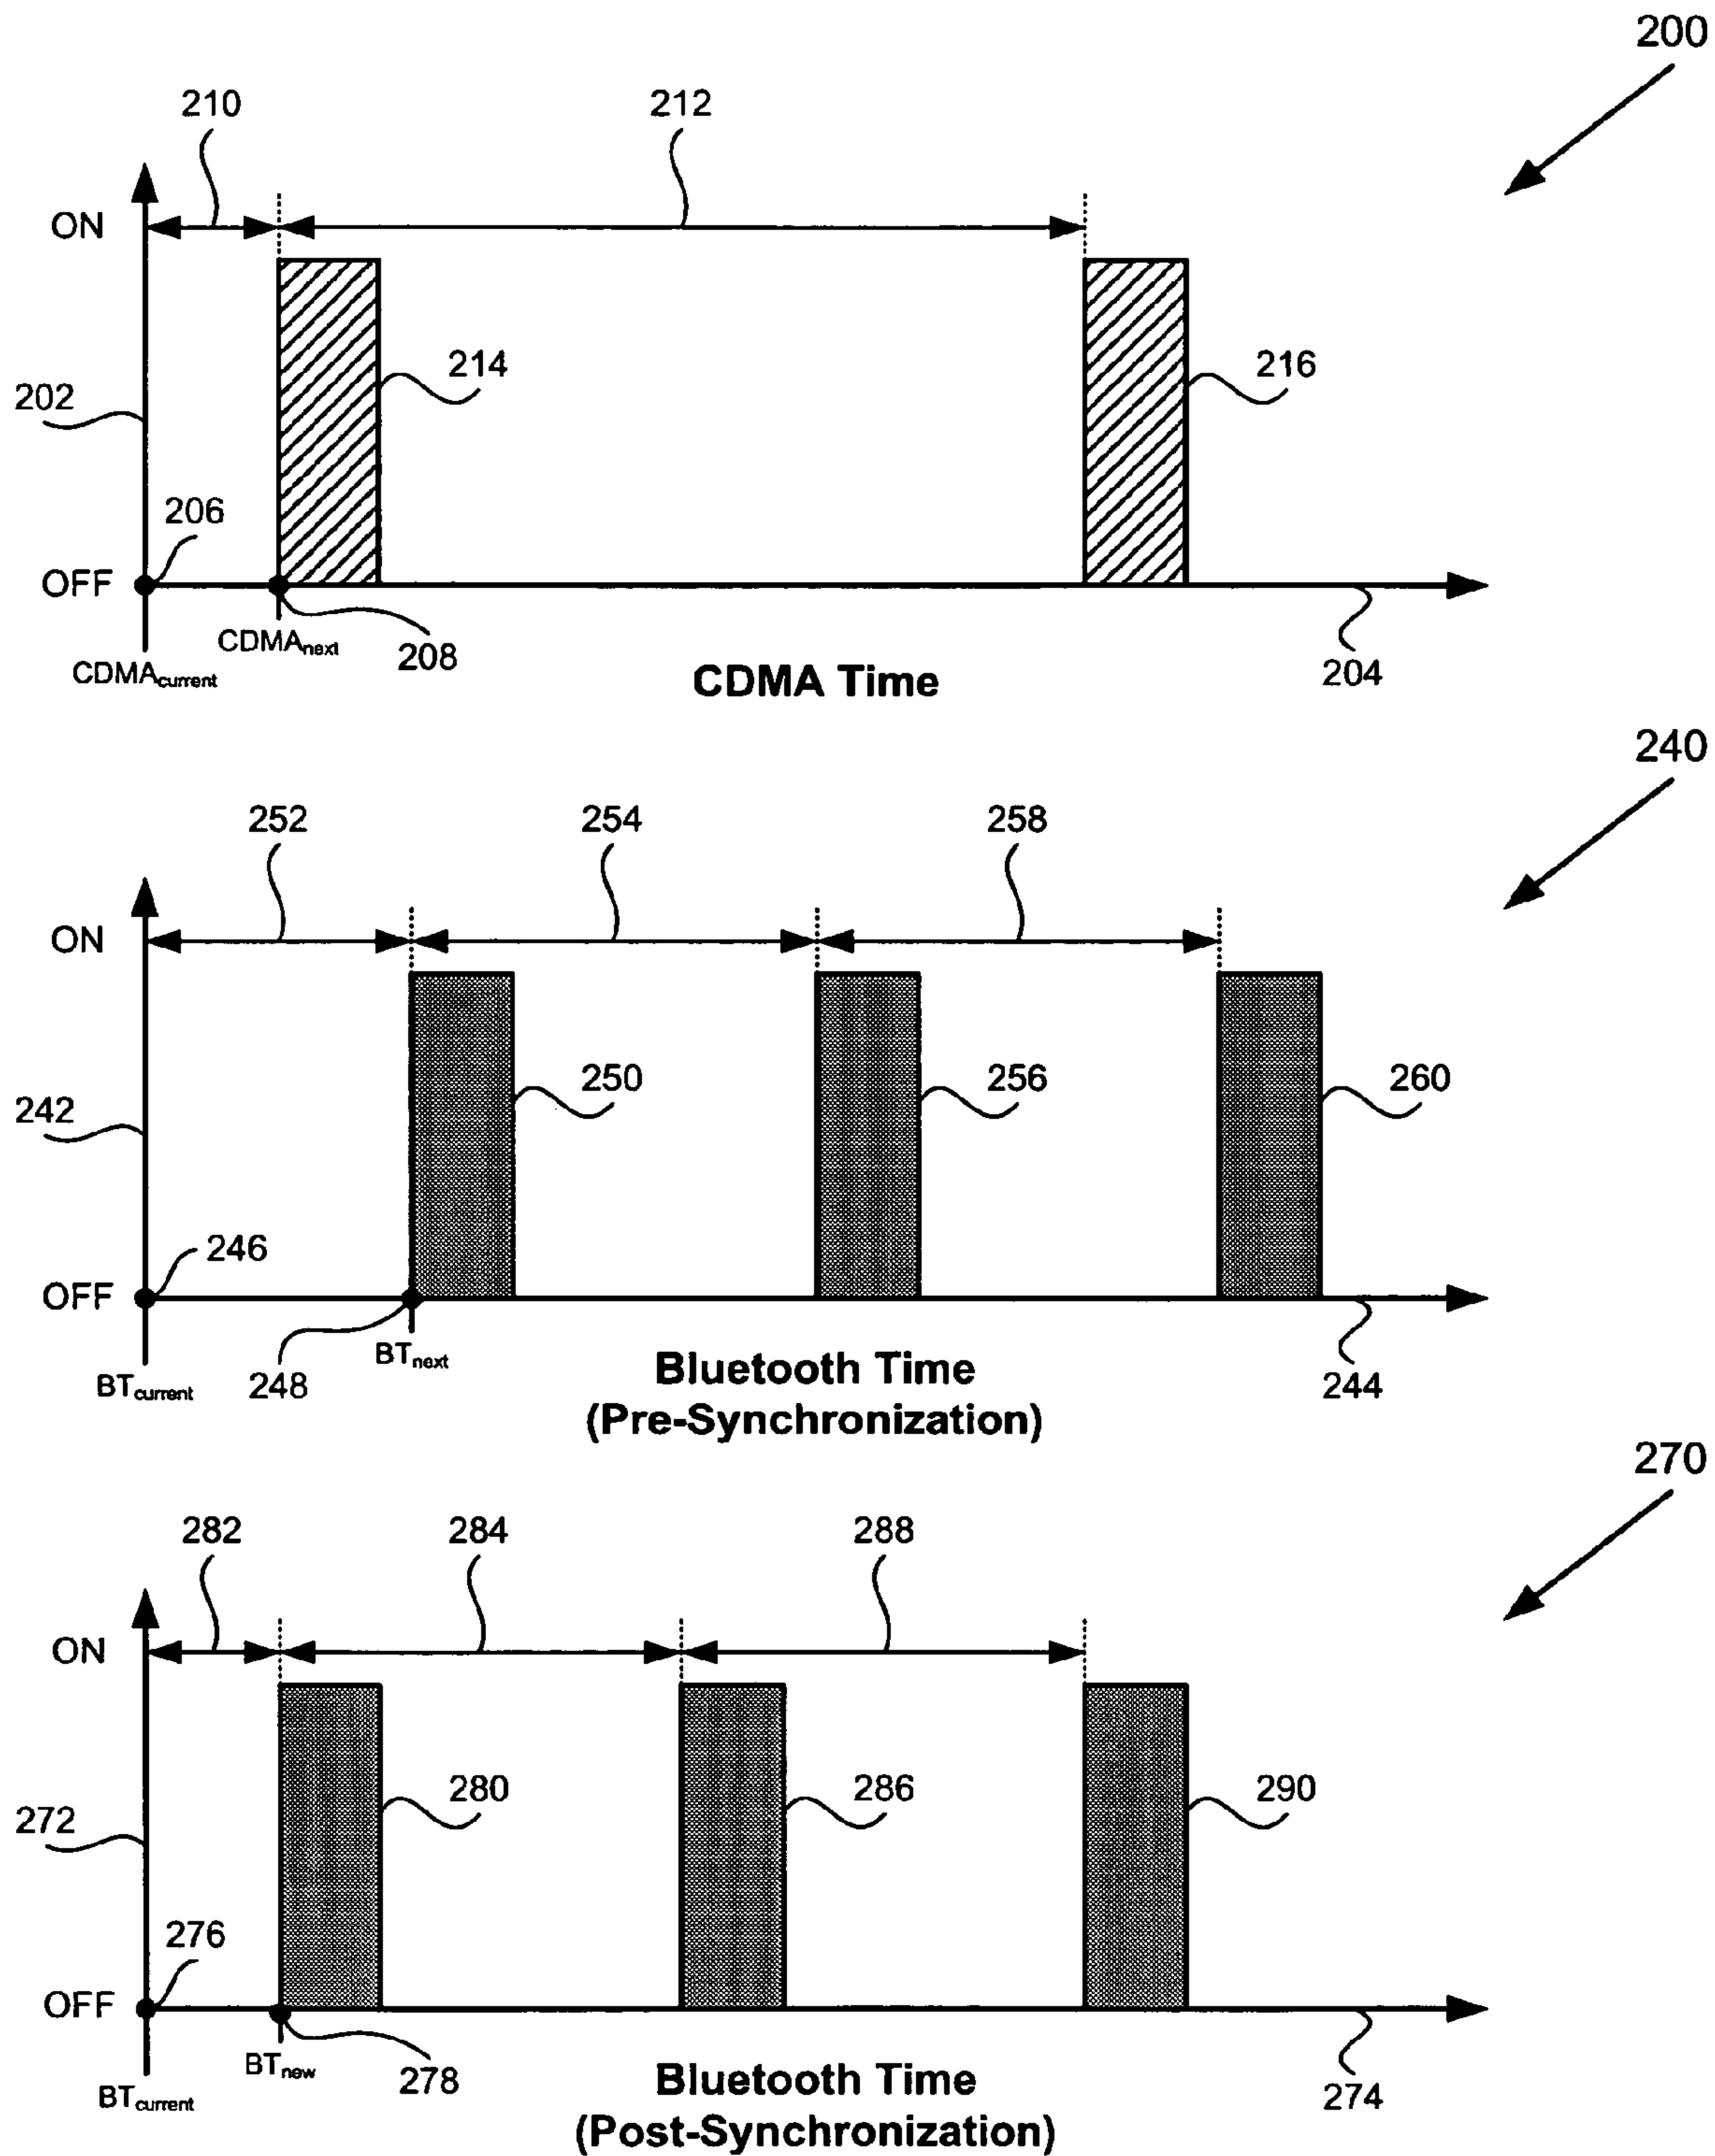 200
210
212
ON
214
216
202
206
OFF
CDMAnext
208
CDMAcurrent
CDMA Time
204
240
252
254
258
ON
250
256
260
242
246
OFF
BTnext
BTcurrent
248
Bluetooth Time
(Pre-Synchronization)
244
270
282
284
288
ON
280
286
290
272
276
OFF
BTnew
278
BTcurrent
Bluetooth Time
(Post-Synchronization)
274